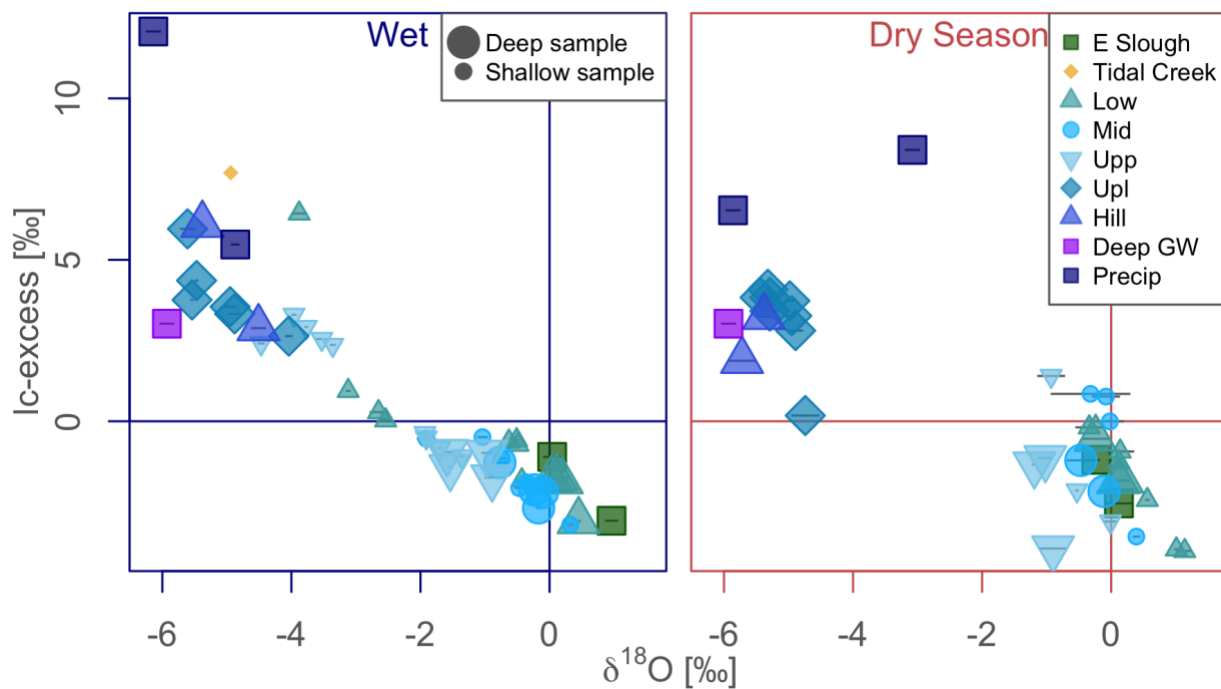 Wet
Deep sample
Shallow sample
Dry Season
E Slough
Tidal Creek
Low
Mid
Upp
Upl
Hill
Deep GW
Precip
lc-excess [‰]
10
5
0
-6 -4 -2 0
-6 -4 -2 0
δ¹⁸O [‰]